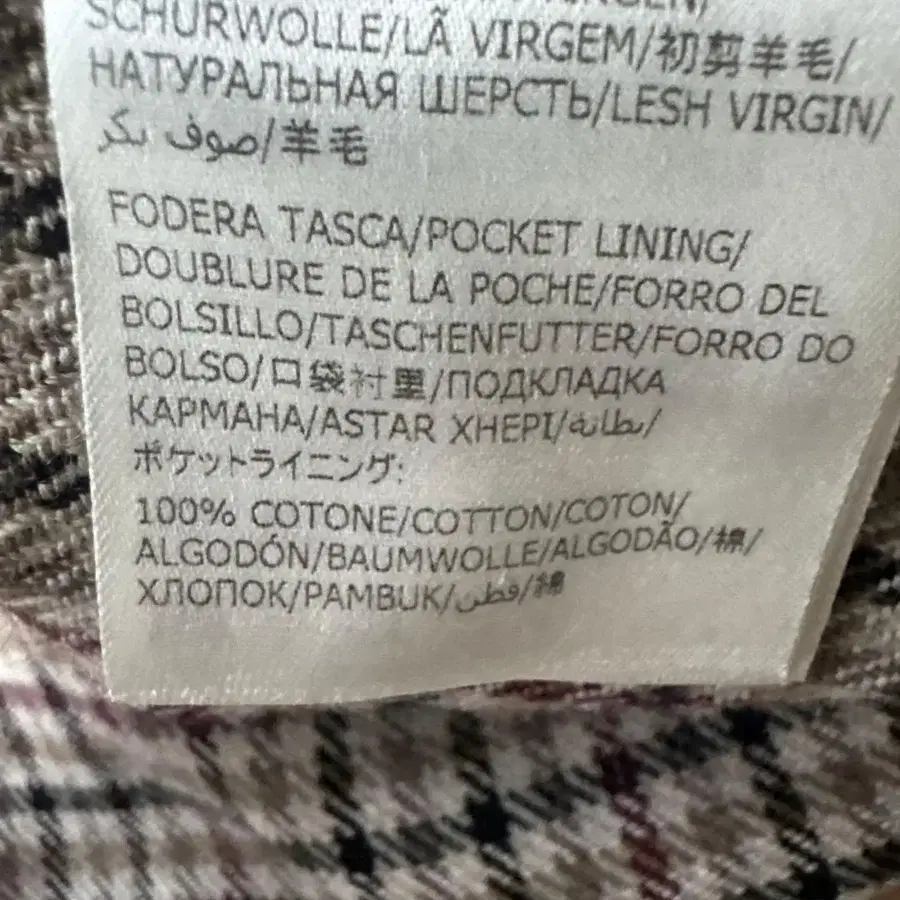 SCHURWOLLE/LÃ VIRGEM/初剪羊毛/
НАТУРАЛЬНАЯ ШЕРСТЬ/LESH VIRGIN/
صوف بكر/羊毛
FODERA TASCA/POCKET LINING/
DOUBLURE DE LA POCHE/FORRO DEL
BOLSILLO/TASCHENFUTTER/FORRO DO
BOLSO/口袋衬里/ПОДКЛАДКА
КАРМАНА/ASTAR XHEPI/بطانة/
ポケットライニング:
100% COTONE/COTTON/COTON/
ALGODÓN/BAUMWOLLE/ALGODÃO/棉/
ХЛОПОК/PAMBUK/قطن/綿